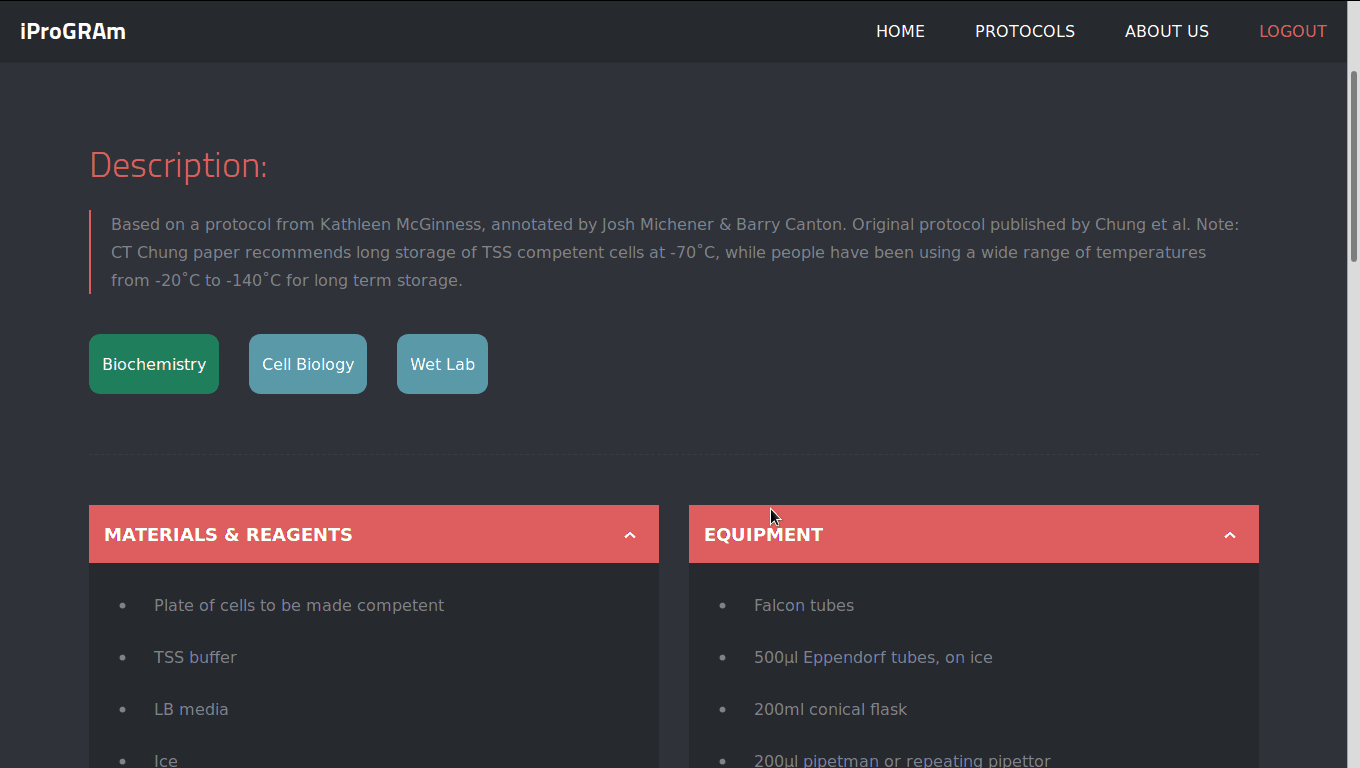 iProGRAm
HOME PROTOCOLS ABOUT US LOGOUT
Description:
Based on a protocol from Kathleen McGinness, annotated by Josh Michener & Barry Canton. Original protocol published by Chung et al. Note:
CT Chung paper recommends long storage of TSS competent cells at -70˚C, while people have been using a wide range of temperatures
from -20˚C to -140˚C for long term storage.
Biochemistry Cell Biology Wet Lab
MATERIALS & REAGENTS
• Plate of cells to be made competent
• TSS buffer
• LB media
• Ice
EQUIPMENT
• Falcon tubes
• 500µl Eppendorf tubes, on ice
• 200ml conical flask
• 200µl pipetman or repeating pipettor